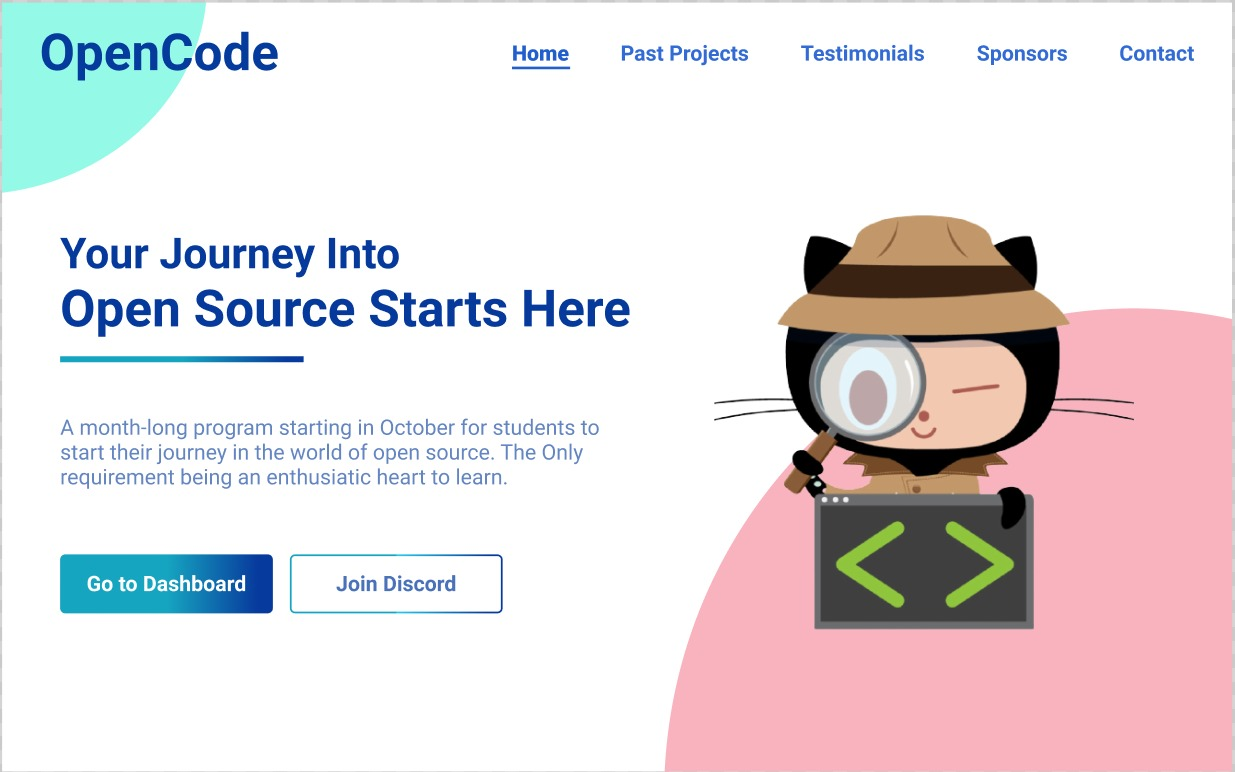 OpenCode
Home Past Projects Testimonials Sponsors Contact
Your Journey Into
Open Source Starts Here
A month-long program starting in October for students to
start their journey in the world of open source. The Only
requirement being an enthusiatic heart to learn.
Go to Dashboard Join Discord